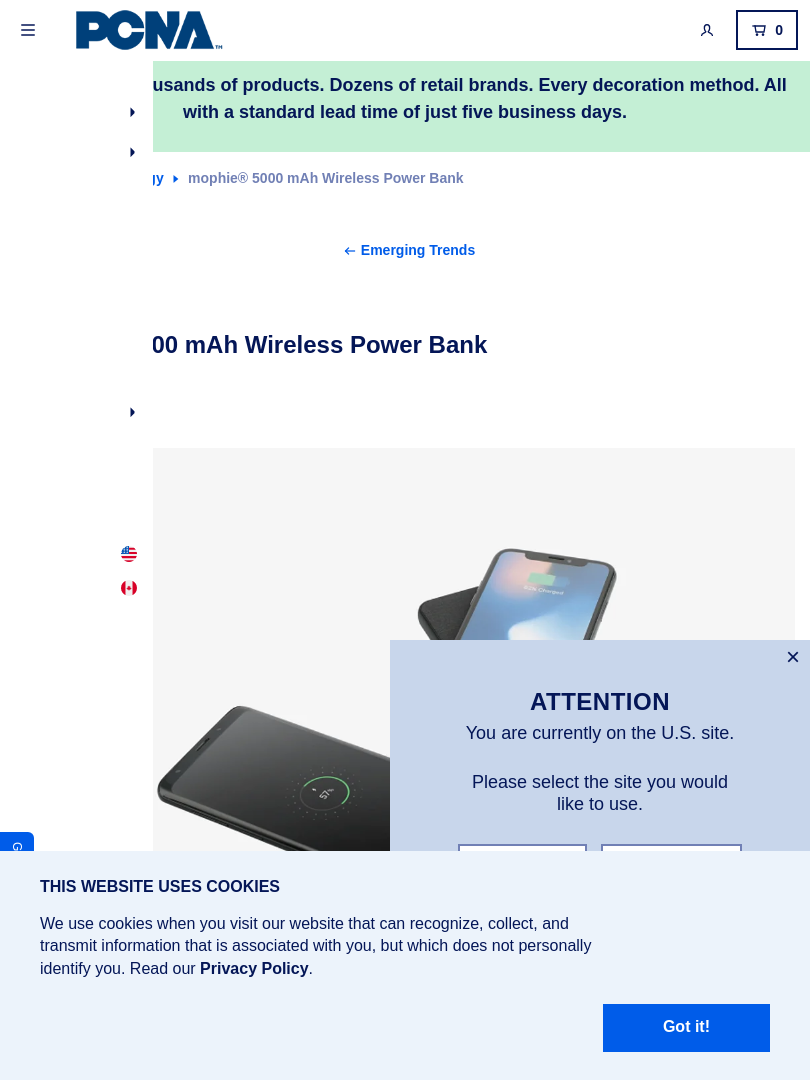 PCNA™
0
usands of products. Dozens of retail brands. Every decoration method. All
with a standard lead time of just five business days.
gy mophie® 5000 mAh Wireless Power Bank
← Emerging Trends
00 mAh Wireless Power Bank
×
ATTENTION
You are currently on the U.S. site.
Please select the site you would
like to use.
G
THIS WEBSITE USES COOKIES
We use cookies when you visit our website that can recognize, collect, and
transmit information that is associated with you, but which does not personally
identify you. Read our Privacy Policy.
Got it!